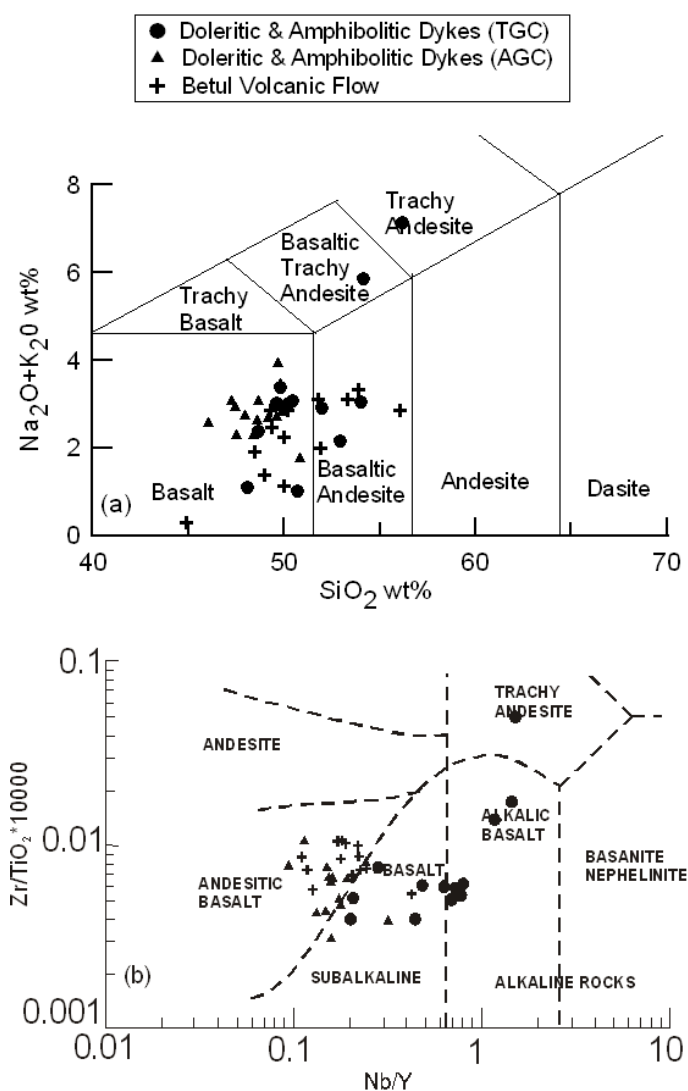 Doleritic & Amphibolitic Dykes (TGC)
Doleritic & Amphibolitic Dykes (AGC)
Betul Volcanic Flow
8
6
4
2
0
Na2O+K20 wt%
Trachy
Andesite
Basaltic
Trachy
Andesite
Trachy
Basalt
Basalt
Basaltic
Andesite
Andesite
Dasite
(a)
40
50
60
70
SiO2 wt%
0.1
0.01
0.001
Zr/TiO2*10000
TRACHY
ANDESITE
ANDESITE
ALKALIC
BASALT
BASALT
BASANITE
NEPHELINITE
ANDESITIC
BASALT
(b)
SUBALKALINE
ALKALINE ROCKS
0.01
0.1
1
10
Nb/Y